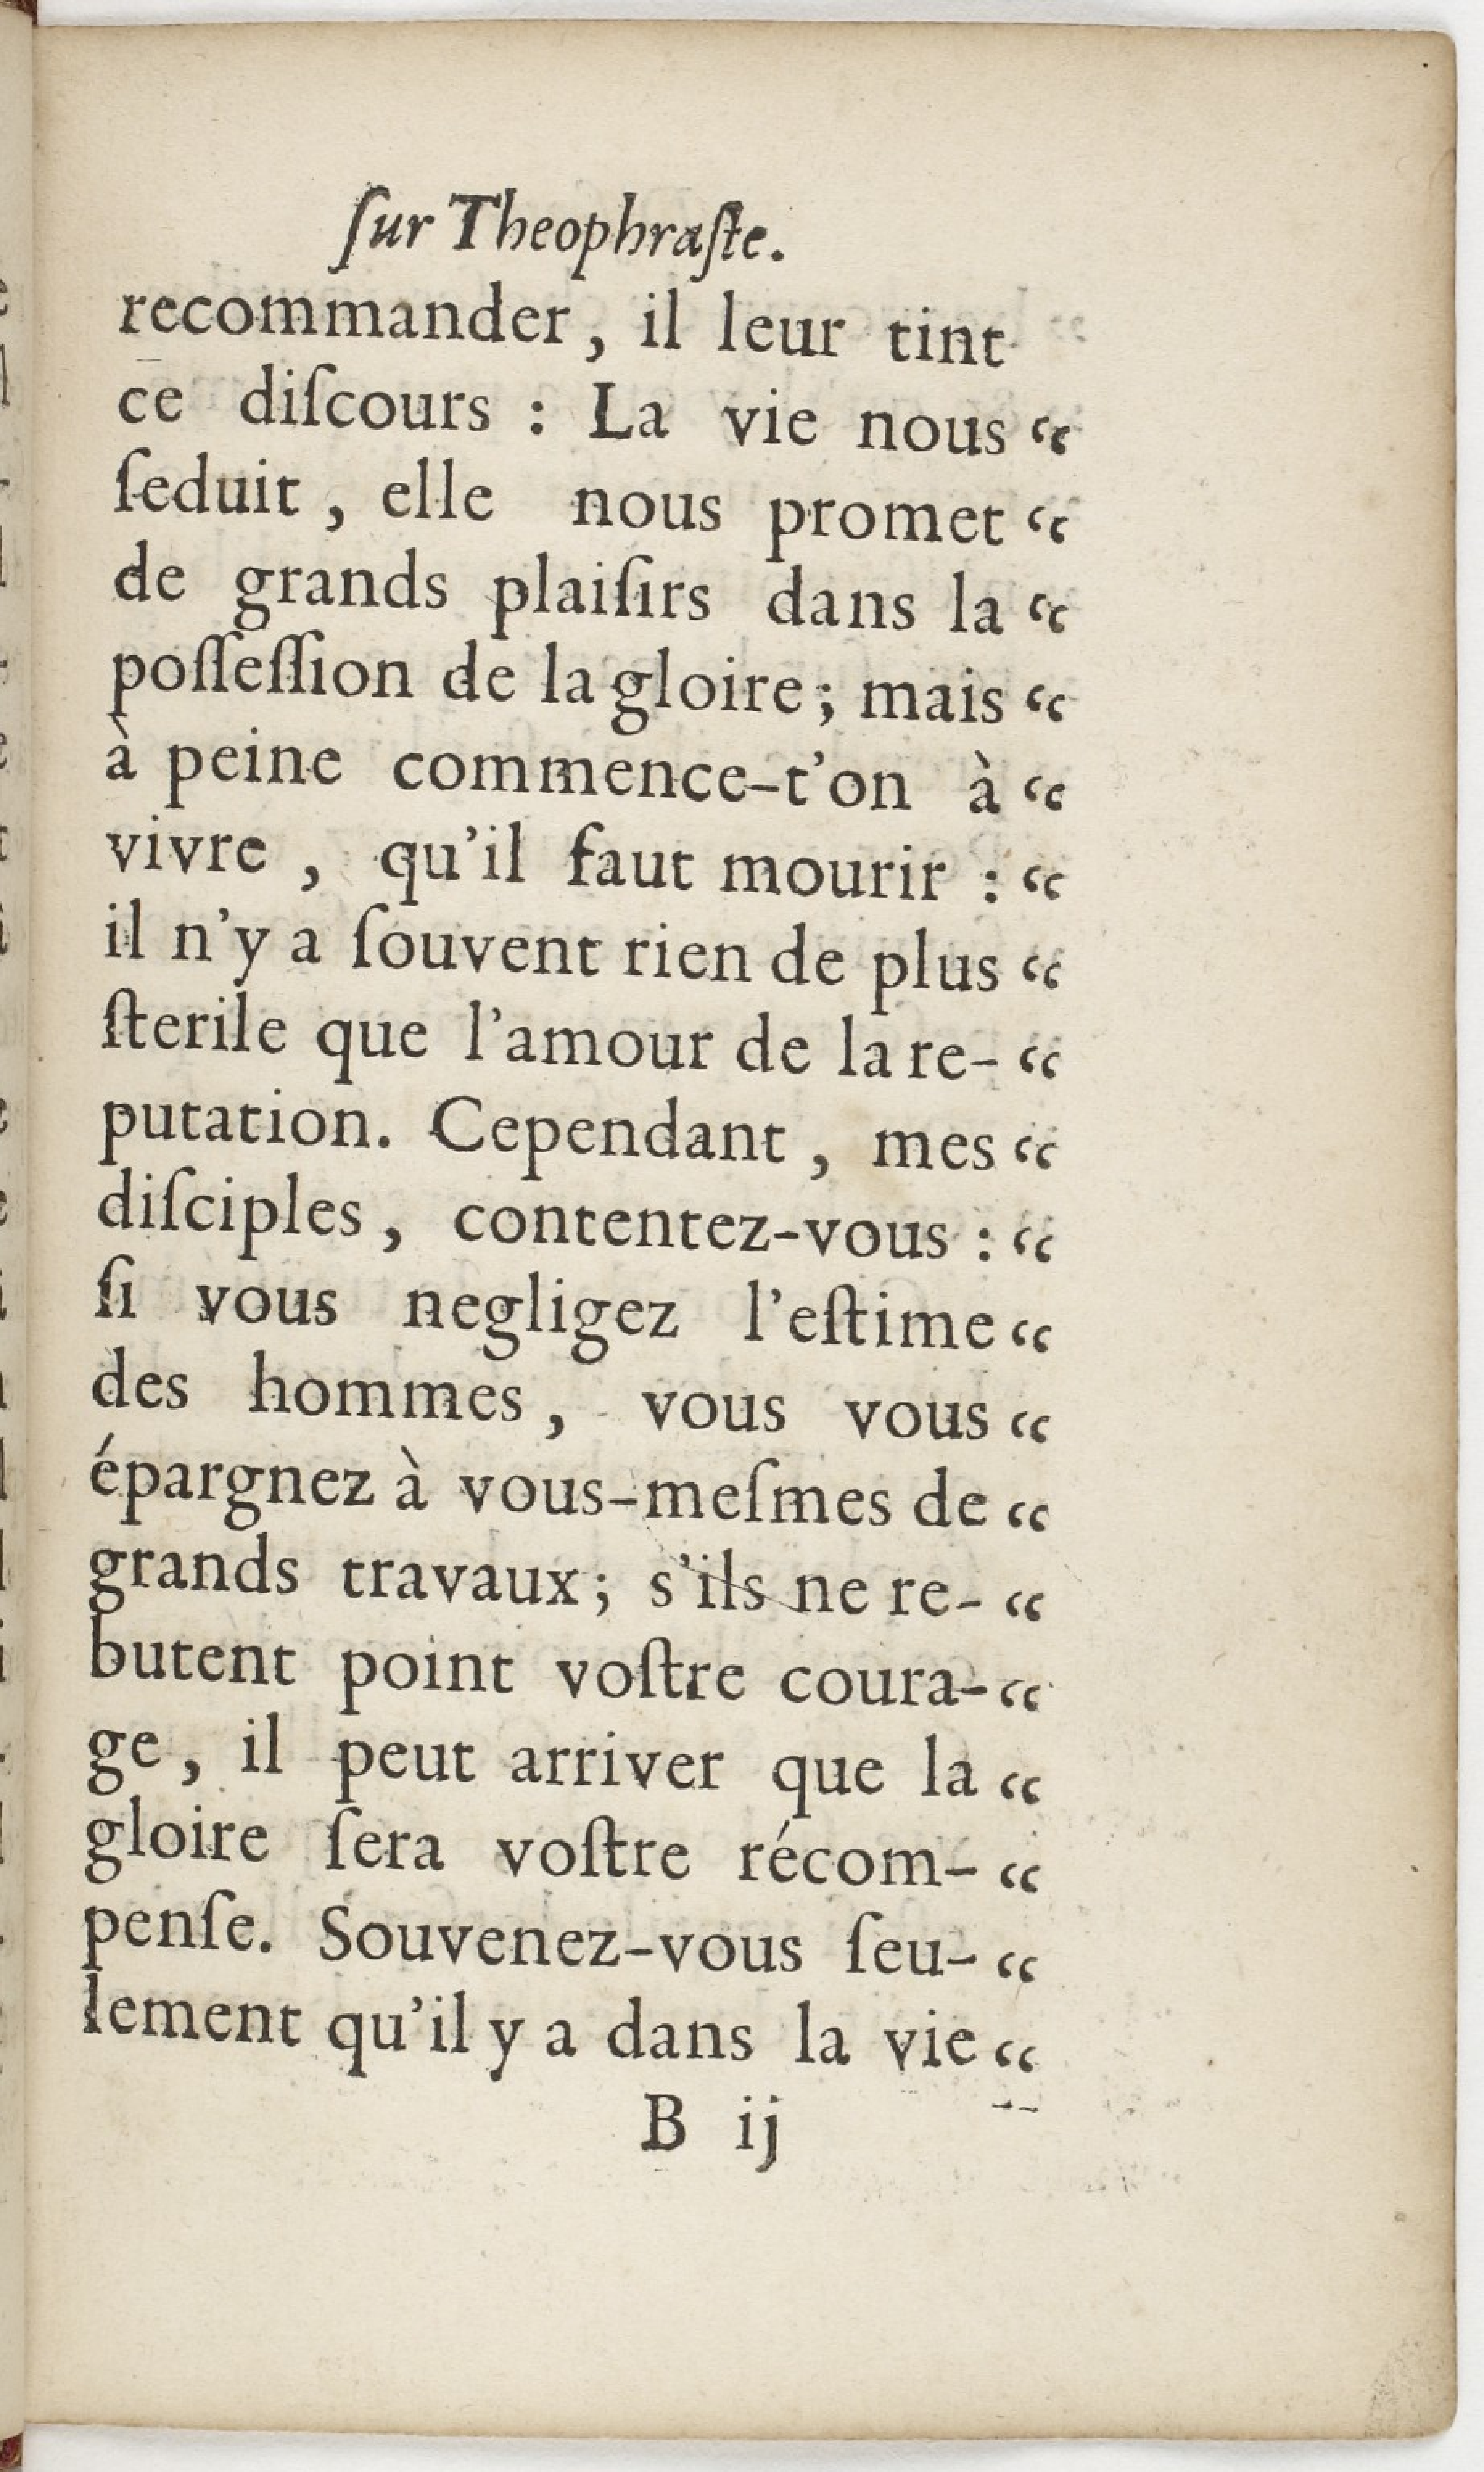 ſur Theophraſte.
recommander, il leur tint
ce diſcours : La vie nous “
ſeduit, elle nous promet “
de grands plaiſirs dans la “
poſſeſſion de la gloire; mais “
à peine commence-t'on à “
vivre, qu'il faut mourir : “
il n'y a ſouvent rien de plus “
ſterile que l'amour de la re- “
putation. Cependant, mes “
diſciples, contentez-vous : “
ſi vous negligez l'eſtime “
des hommes, vous vous “
épargnez à vous-meſmes de “
grands travaux; s'ils ne re- “
butent point voſtre coura- “
ge, il peut arriver que la “
gloire ſera voſtre récom- “
penſe. Souvenez-vous ſeu- “
lement qu'il y a dans la vie “
B ij